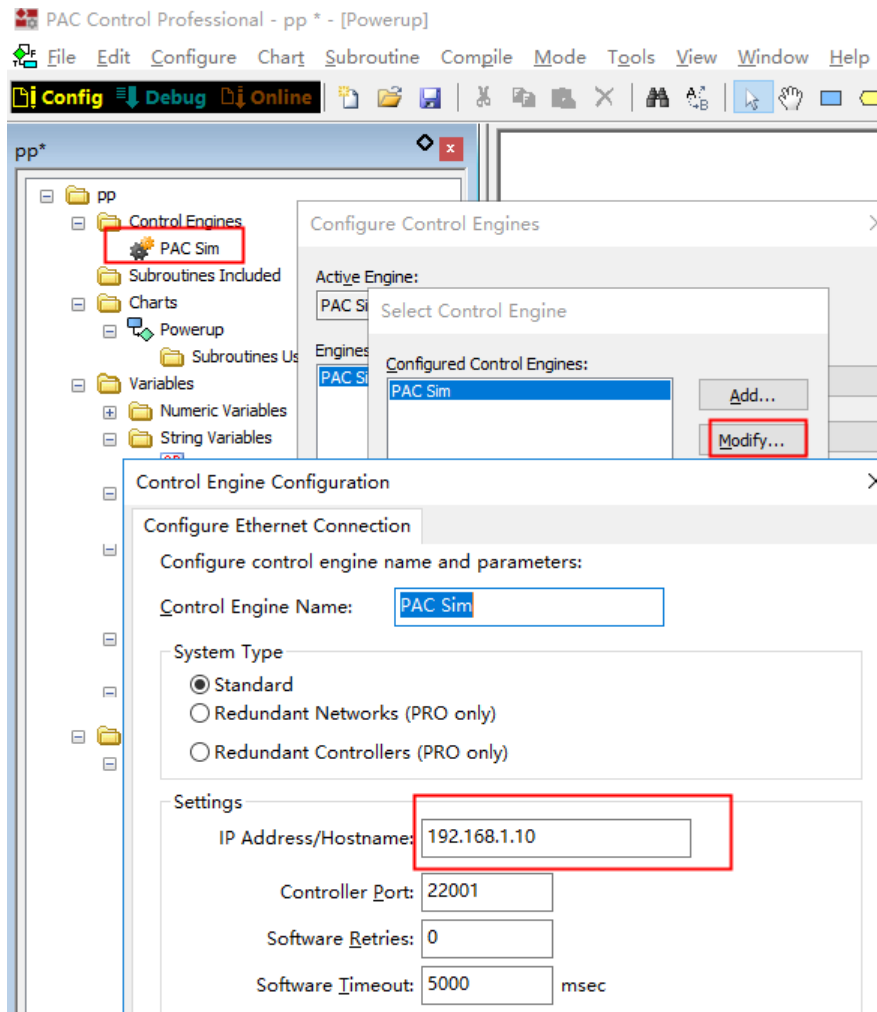 PAC Control Professional - pp * - [Powerup]
File Edit Configure Chart Subroutine Compile Mode Tools View Window Help
Config Debug Online
pp*
pp
Control Engines
PAC Sim
Subroutines Included
Charts
Powerup
Subroutines Us
Variables
Numeric Variables
String Variables
Configure Control Engines
Active Engine:
PAC Si
Engines
PAC Si
Select Control Engine
Configured Control Engines:
PAC Sim
Add...
Modify...
Control Engine Configuration
Configure Ethernet Connection
Configure control engine name and parameters:
Control Engine Name: PAC Sim
System Type
Standard
Redundant Networks (PRO only)
Redundant Controllers (PRO only)
Settings
IP Address/Hostname: 192.168.1.10
Controller Port: 22001
Software Retries: 0
Software Timeout: 5000 msec